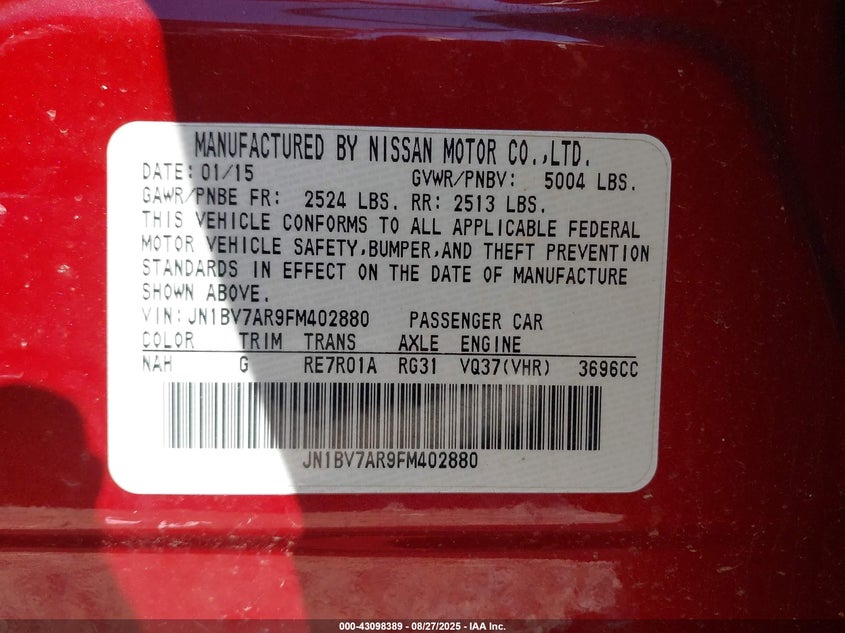 MANUFACTURED BY NISSAN MOTOR CO.,LTD.
DATE: 01/15 GVWR/PNBV: 5004 LBS.
GAWR/PNBE FR: 2524 LBS. RR: 2513 LBS.
THIS VEHICLE CONFORMS TO ALL APPLICABLE FEDERAL
MOTOR VEHICLE SAFETY,BUMPER,AND THEFT PREVENTION
STANDARDS IN EFFECT ON THE DATE OF MANUFACTURE
SHOWN ABOVE.
VIN:JN1BV7AR9FM402880 PASSENGER CAR
COLOR TRIM TRANS AXLE ENGINE
NAH G RE7R01A RG31 VQ37(VHR) 3696CC
JN1BV7AR9FM402880
000-43098389 - 08/27/2025 - IAA Inc.